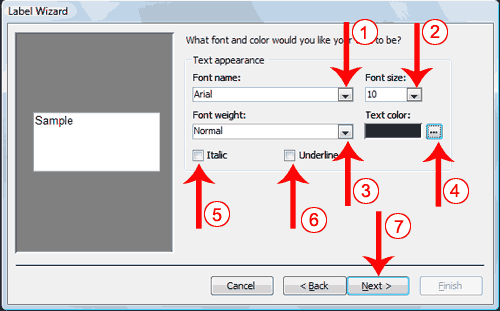 Label Wizard
What font and color would you like your to be?
Text appearance
1
2
Font name:
Font size:
Arial
10
Font weight:
Text color:
Sample
Normal
...
Italic
Underline
3
4
5
6
7
Cancel
< Back
Next >
Finish